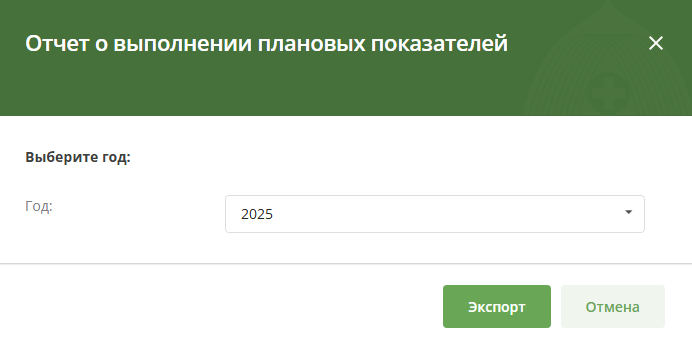 Отчет о выполнении плановых показателей
Выберите год:
Год:
2025
Экспорт
Отмена